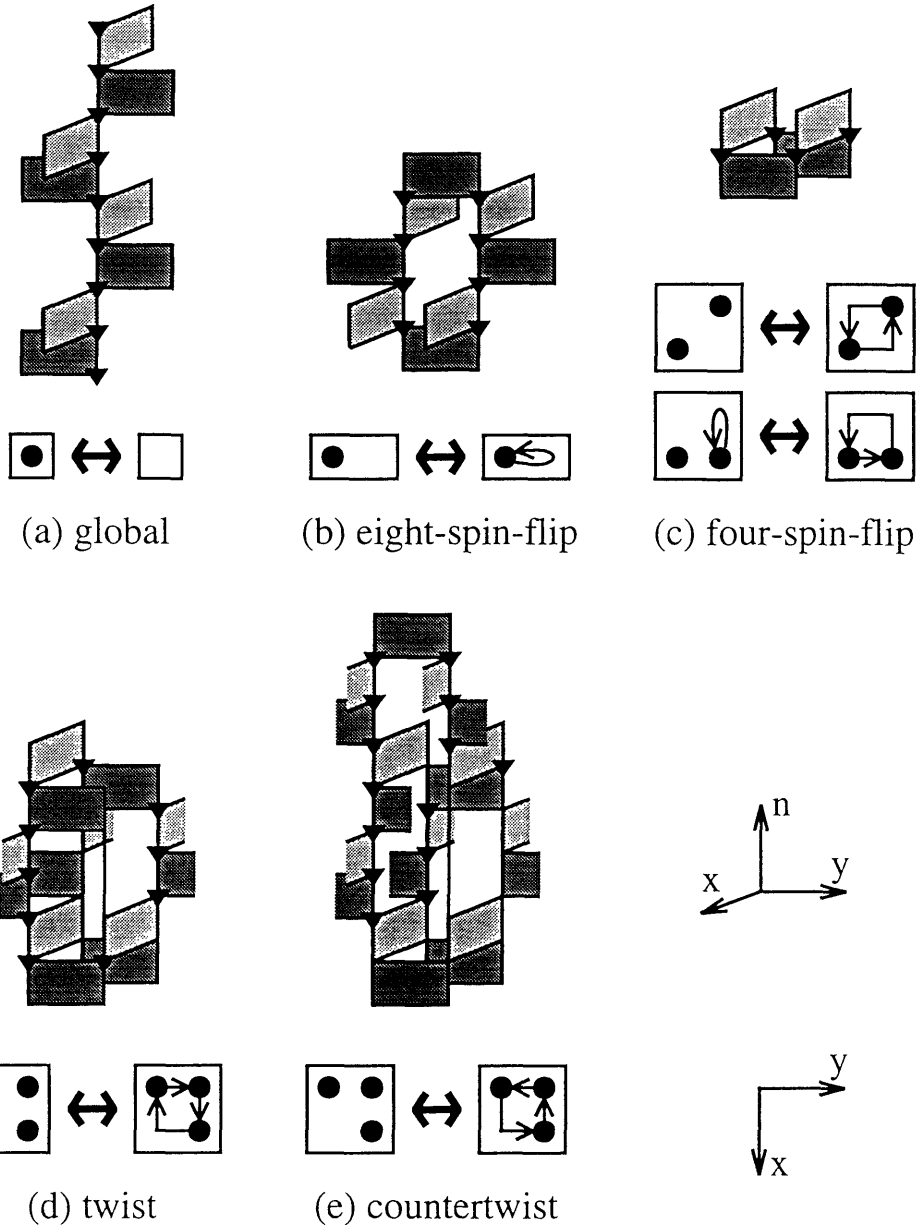 (a) global
(b) eight-spin-flip
(c) four-spin-flip
n
x
y
y
x
(d) twist
(e) countertwist